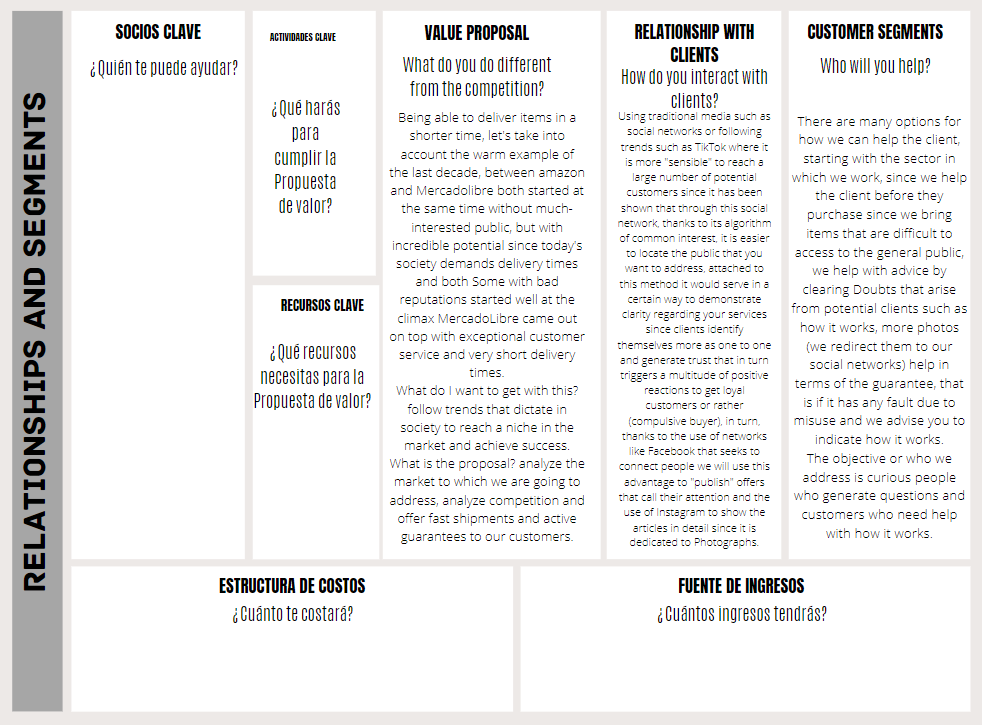 RELATIONSHIPS AND SEGMENTS
SOCIOS CLAVE
¿Quién te puede ayudar?
ACTIVIDADES CLAVE
¿Qué harás
para
cumplir la
Propuesta
de valor?
RECURSOS CLAVE
¿Qué recursos
necesitas para la
Propuesta de valor?
VALUE PROPOSAL
What do you do different
from the competition?
Being able to deliver items in a
shorter time, let's take into
account the warm example of
the last decade, between amazon
and Mercadolibre both started at
the same time without much-
interested public, but with
incredible potential since today's
society demands delivery times
and both Some with bad
reputations started well at the
climax MercadoLibre came out
on top with exceptional customer
service and very short delivery
times.
What do I want to get with this?
follow trends that dictate in
society to reach a niche in the
market and achieve success.
What is the proposal? analyze the
market to which we are going to
address, analyze competition and
offer fast shipments and active
guarantees to our customers.
RELATIONSHIP WITH
CLIENTS
How do you interact with
clients?
Using traditional media such as
social networks or following
trends such as TikTok where it
is more "sensible" to reach a
large number of potential
customers since it has been
shown that through this social
network, thanks to its algorithm
of common interest, it is easier
to locate the public that you
want to address, attached to
this method it would serve in a
certain way to demonstrate
clarity regarding your services
since clients identify
themselves more as one to one
and generate trust that in turn
triggers a multitude of positive
reactions to get loyal
customers or rather
(compulsive buyer), in turn,
thanks to the use of networks
like Facebook that seeks to
connect people we will use this
advantage to "publish" offers
that call their attention and the
use of Instagram to show the
articles in detail since it is
dedicated to Photographs.
CUSTOMER SEGMENTS
Who will you help?
There are many options for
how we can help the client,
starting with the sector in
which we work, since we help
the client before they
purchase since we bring
items that are difficult to
access to the general public,
we help with advice by
clearing Doubts that arise
from potential clients such as
how it works, more photos
(we redirect them to our
social networks) help in
terms of the guarantee, that
is if it has any fault due to
misuse and we advise you to
indicate how it works.
The objective or who we
address is curious people
who generate questions and
customers who need help
with how it works.
ESTRUCTURA DE COSTOS
¿Cuánto te costará?
FUENTE DE INGRESOS
¿Cuántos ingresos tendrás?